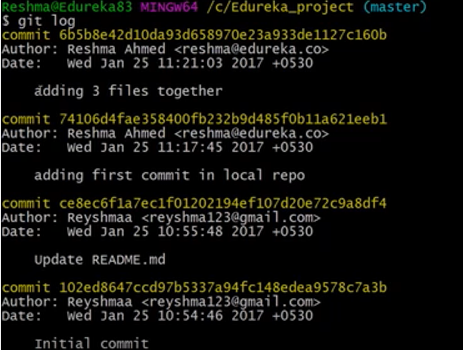 Reshma@Edureka83 MINGW64 /c/Edureka_project (master)
$ git log
commit 6b5b8e42d10da93d658970e23a933de1127c160b
Author: Reshma Ahmed <reshma@edureka.co>
Date:   Wed Jan 25 11:21:03 2017 +0530
adding 3 files together
commit 74106d4fae358400fb232b9d485f0b11a621eeb1
Author: Reshma Ahmed <reshma@edureka.co>
Date:   Wed Jan 25 11:17:45 2017 +0530
adding first commit in local repo
commit ce8ec6f1a7ec1f01202194ef107d20e72c9a8df4
Author: Reyshmaa <reyshma123@gmail.com>
Date:   Wed Jan 25 10:55:48 2017 +0530
Update README.md
commit 102ed8647ccd97b5337a94fc148edea9578c7a3b
Author: Reyshmaa <reyshma123@gmail.com>
Date:   Wed Jan 25 10:54:46 2017 +0530
Initial commit